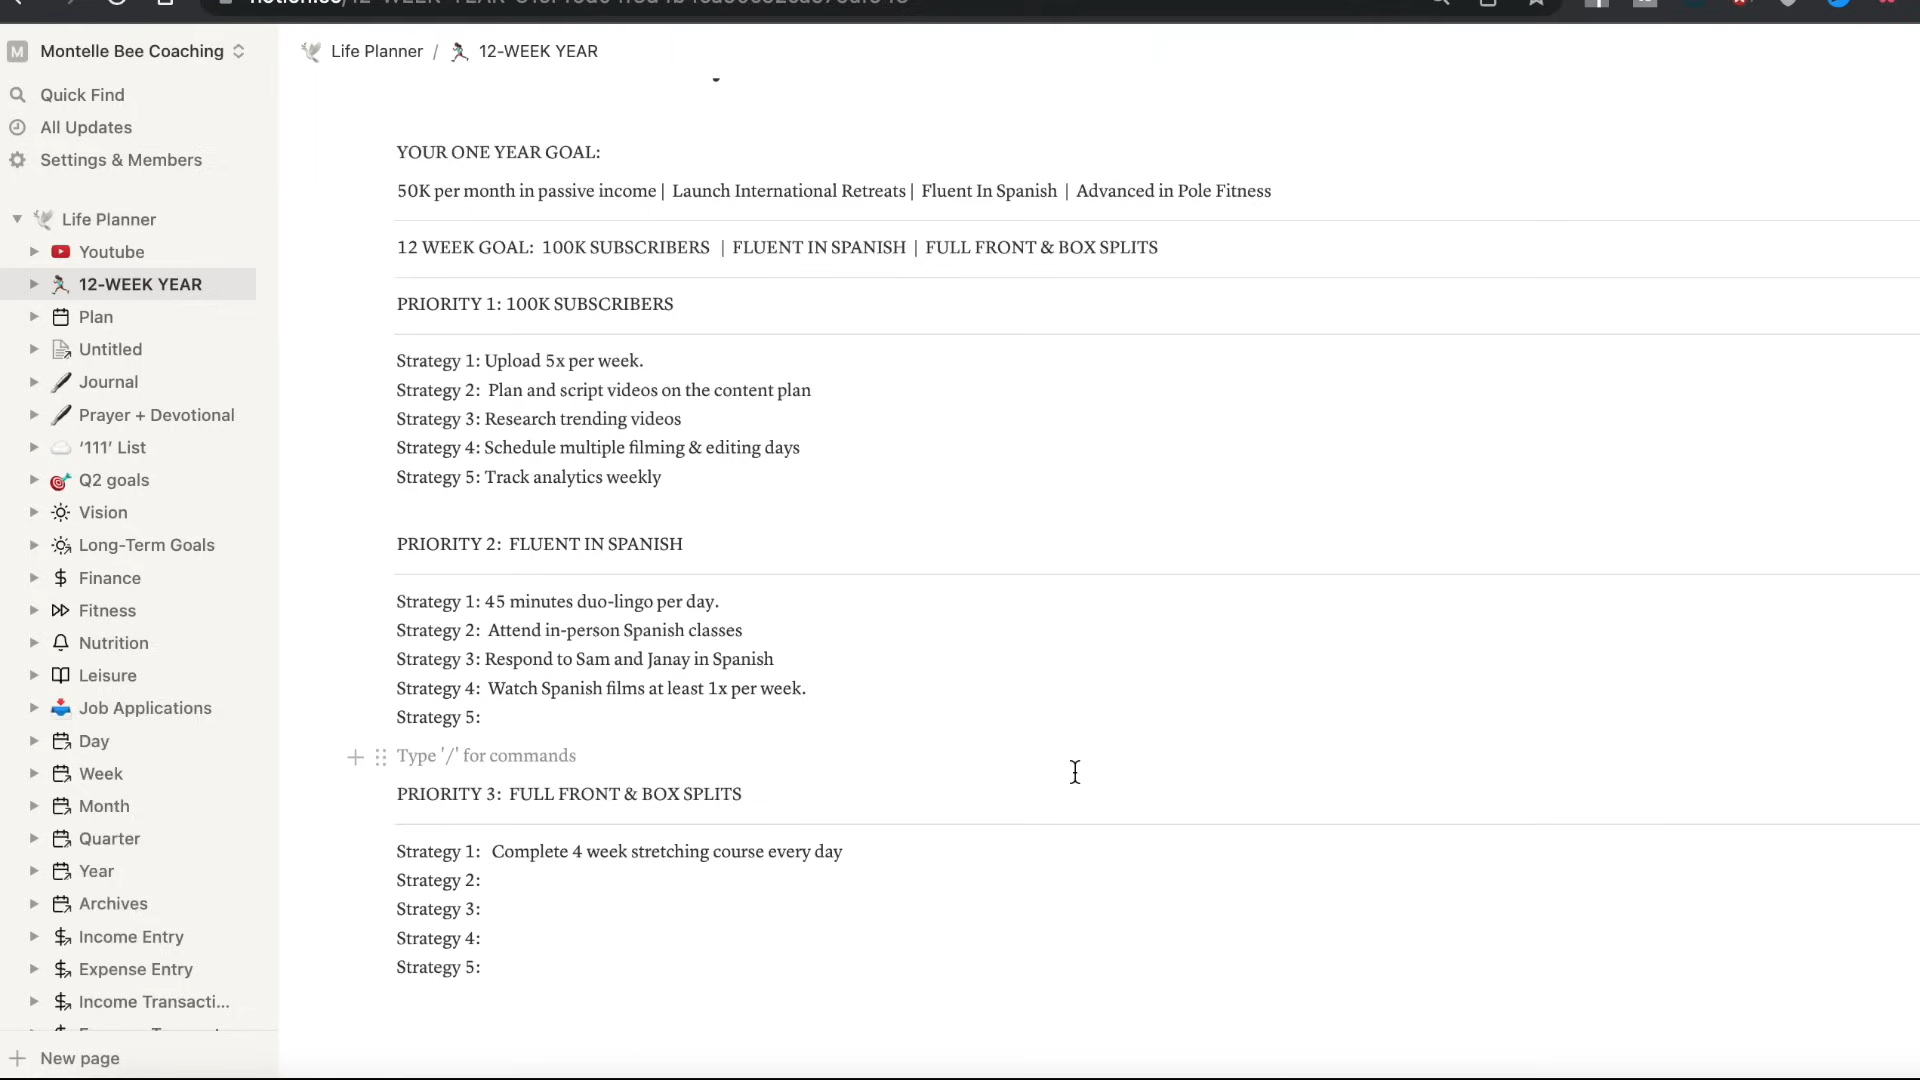 Montelle Bee Coaching
Quick Find
All Updates
Settings & Members
Life Planner
Youtube
12-WEEK YEAR
Plan
Untitled
Journal
Prayer + Devotional
‘111’ List
Q2 goals
Vision
Long-Term Goals
Finance
Fitness
Nutrition
Leisure
Job Applications
Day
Week
Month
Quarter
Year
Archives
Income Entry
Expense Entry
Income Transacti...
New page
Life Planner / 12-WEEK YEAR
YOUR ONE YEAR GOAL:
50K per month in passive income | Launch International Retreats | Fluent In Spanish | Advanced in Pole Fitness
12 WEEK GOAL: 100K SUBSCRIBERS | FLUENT IN SPANISH | FULL FRONT & BOX SPLITS
PRIORITY 1: 100K SUBSCRIBERS
Strategy 1: Upload 5x per week.
Strategy 2: Plan and script videos on the content plan
Strategy 3: Research trending videos
Strategy 4: Schedule multiple filming & editing days
Strategy 5: Track analytics weekly
PRIORITY 2: FLUENT IN SPANISH
Strategy 1: 45 minutes duo-lingo per day.
Strategy 2: Attend in-person Spanish classes
Strategy 3: Respond to Sam and Janay in Spanish
Strategy 4: Watch Spanish films at least 1x per week.
Strategy 5:
Type '/' for commands
PRIORITY 3: FULL FRONT & BOX SPLITS
Strategy 1: Complete 4 week stretching course every day
Strategy 2:
Strategy 3:
Strategy 4:
Strategy 5: